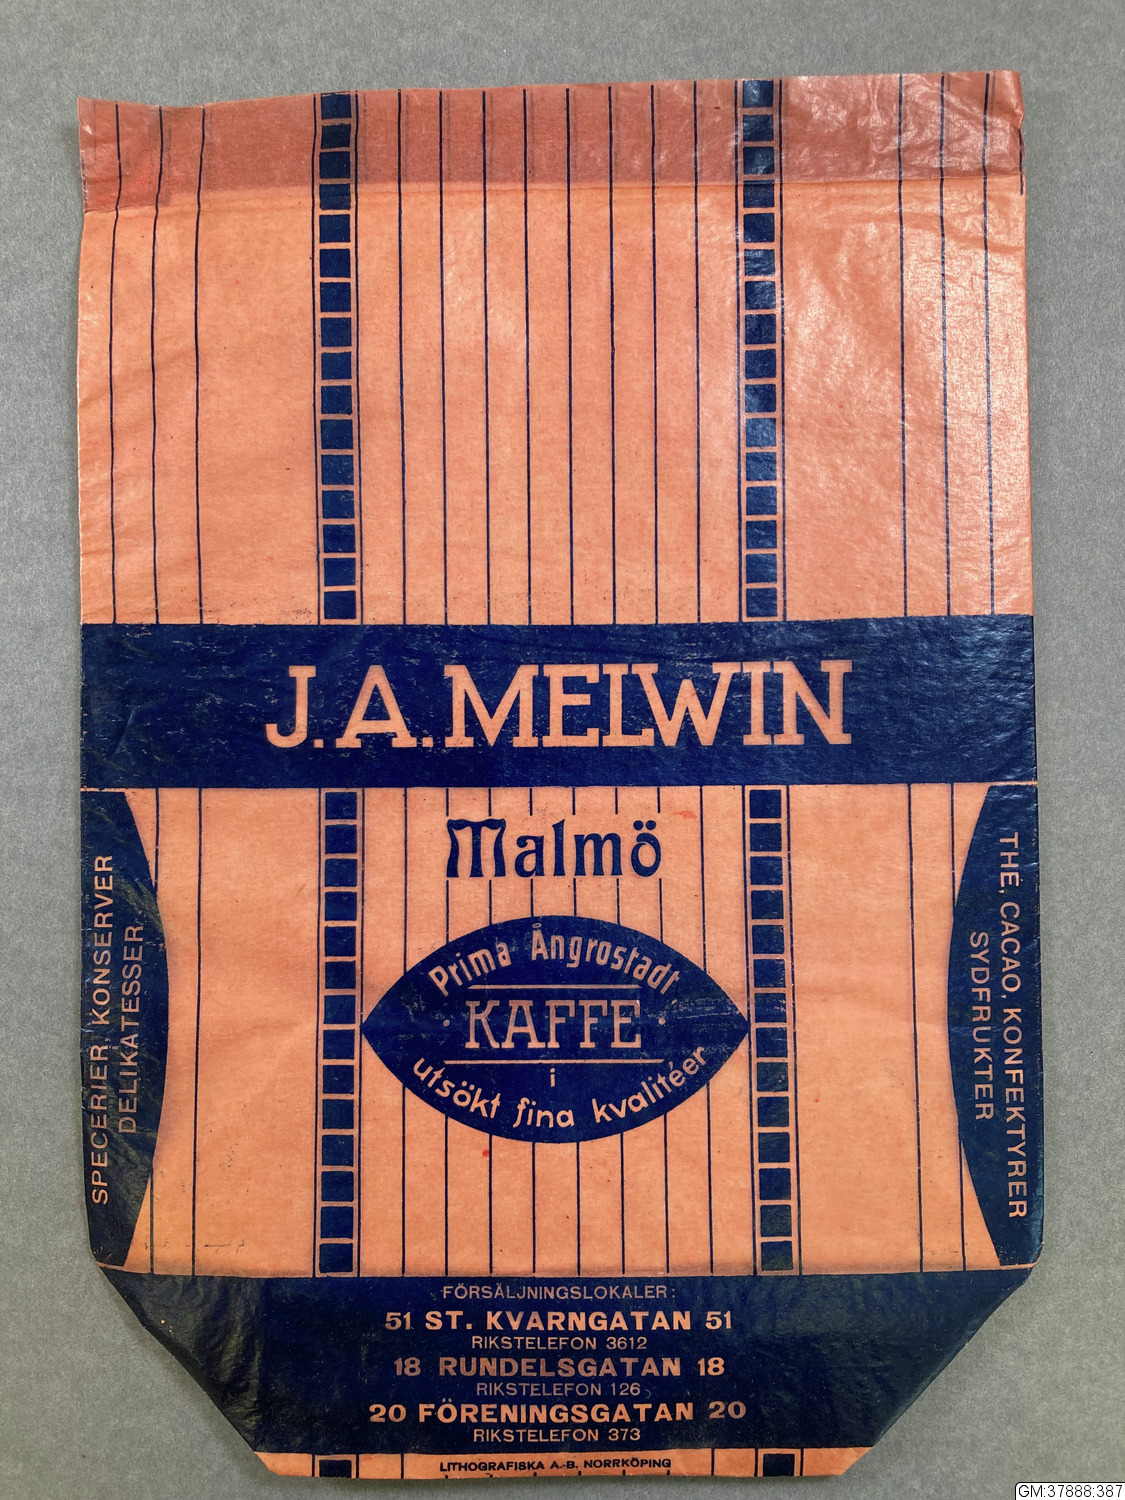 J. A. MELWIN
Malmö
Prima Ångrostadt
· KAFFE ·
i
utsökt fina kvalitéer
SPECERIER, KONSERVER
DELIKATESSER
THÉ, CACAO, KONFEKTYRER
SYDFRUKTER
FÖRSÄLJNINGSLOKALER:
51 ST. KVARNGATAN 51
RIKSTELEFON 3612
18 RUNDELSGATAN 18
RIKSTELEFON 126
20 FÖRENINGSGATAN 20
RIKSTELEFON 373
LITHOGRAFISKA A.-B. NORRKÖPING
GM:37888:387